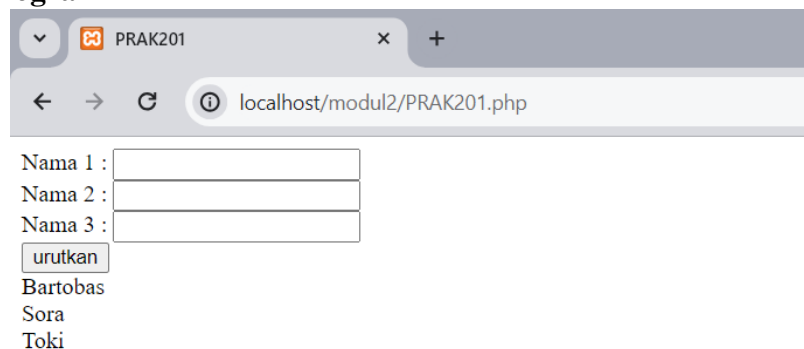 PRAK201
localhost/modul2/PRAK201.php
Nama 1 :
Nama 2 :
Nama 3 :
urutkan
Bartobas
Sora
Toki